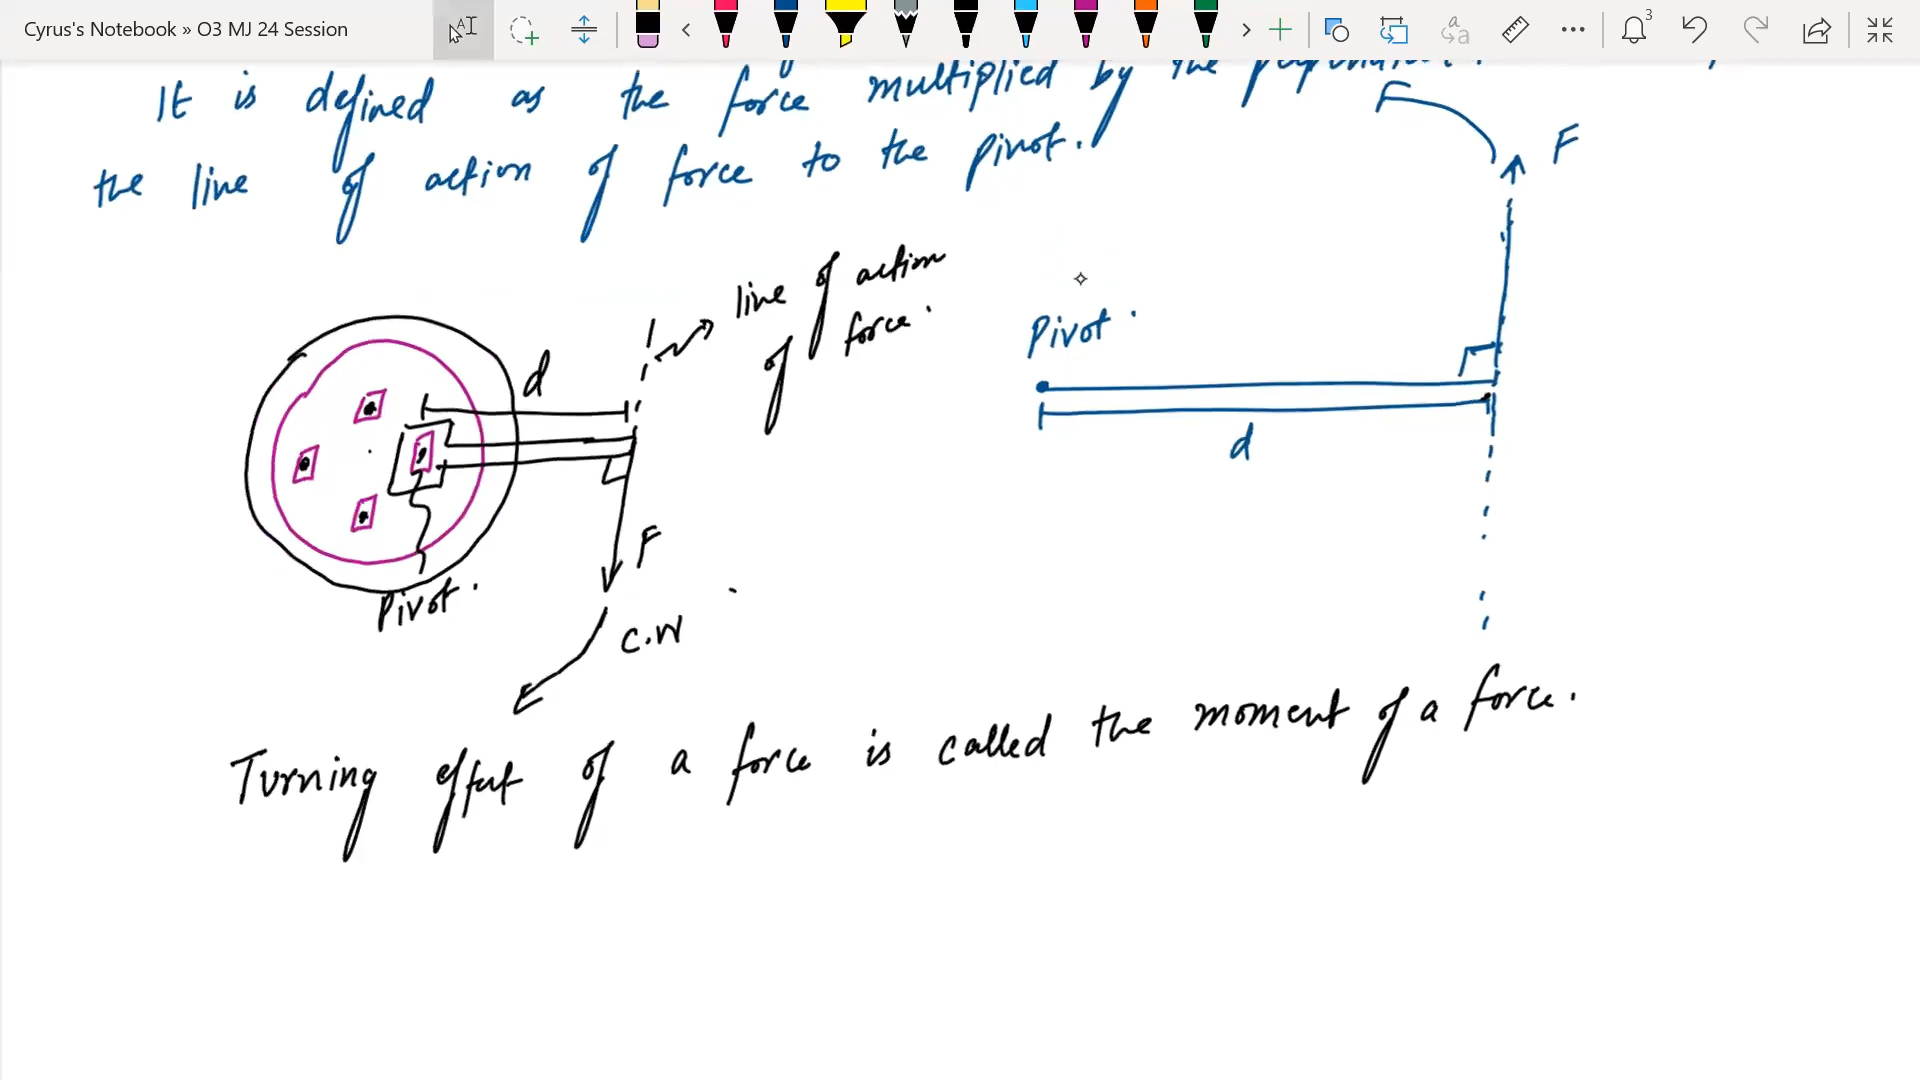 Cyrus's Notebook » O3 MJ 24 Session
3
It is defined as the force multiplied by the
the line of action of force to the pivot.
F
line of action
of force.
d
Pivot.
d
F
Pivot.
C.W
Turning effect of a force is called the moment of a force.